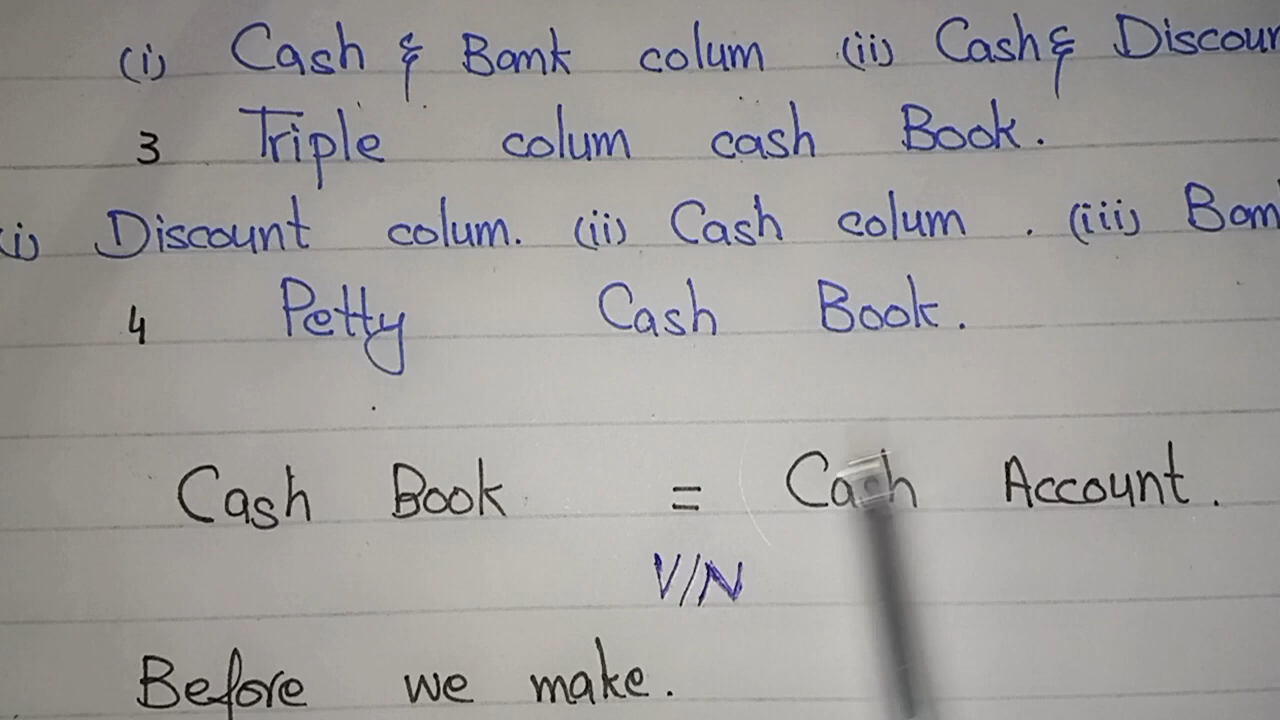 (i) Cash & Bank colum (ii) Cash & Discour
3 Triple colum cash Book.
(i) Discount colum. (ii) Cash colum . (iii) Ban
4 Petty Cash Book.
Cash Book = Cash Account.
V/N
Before we make.